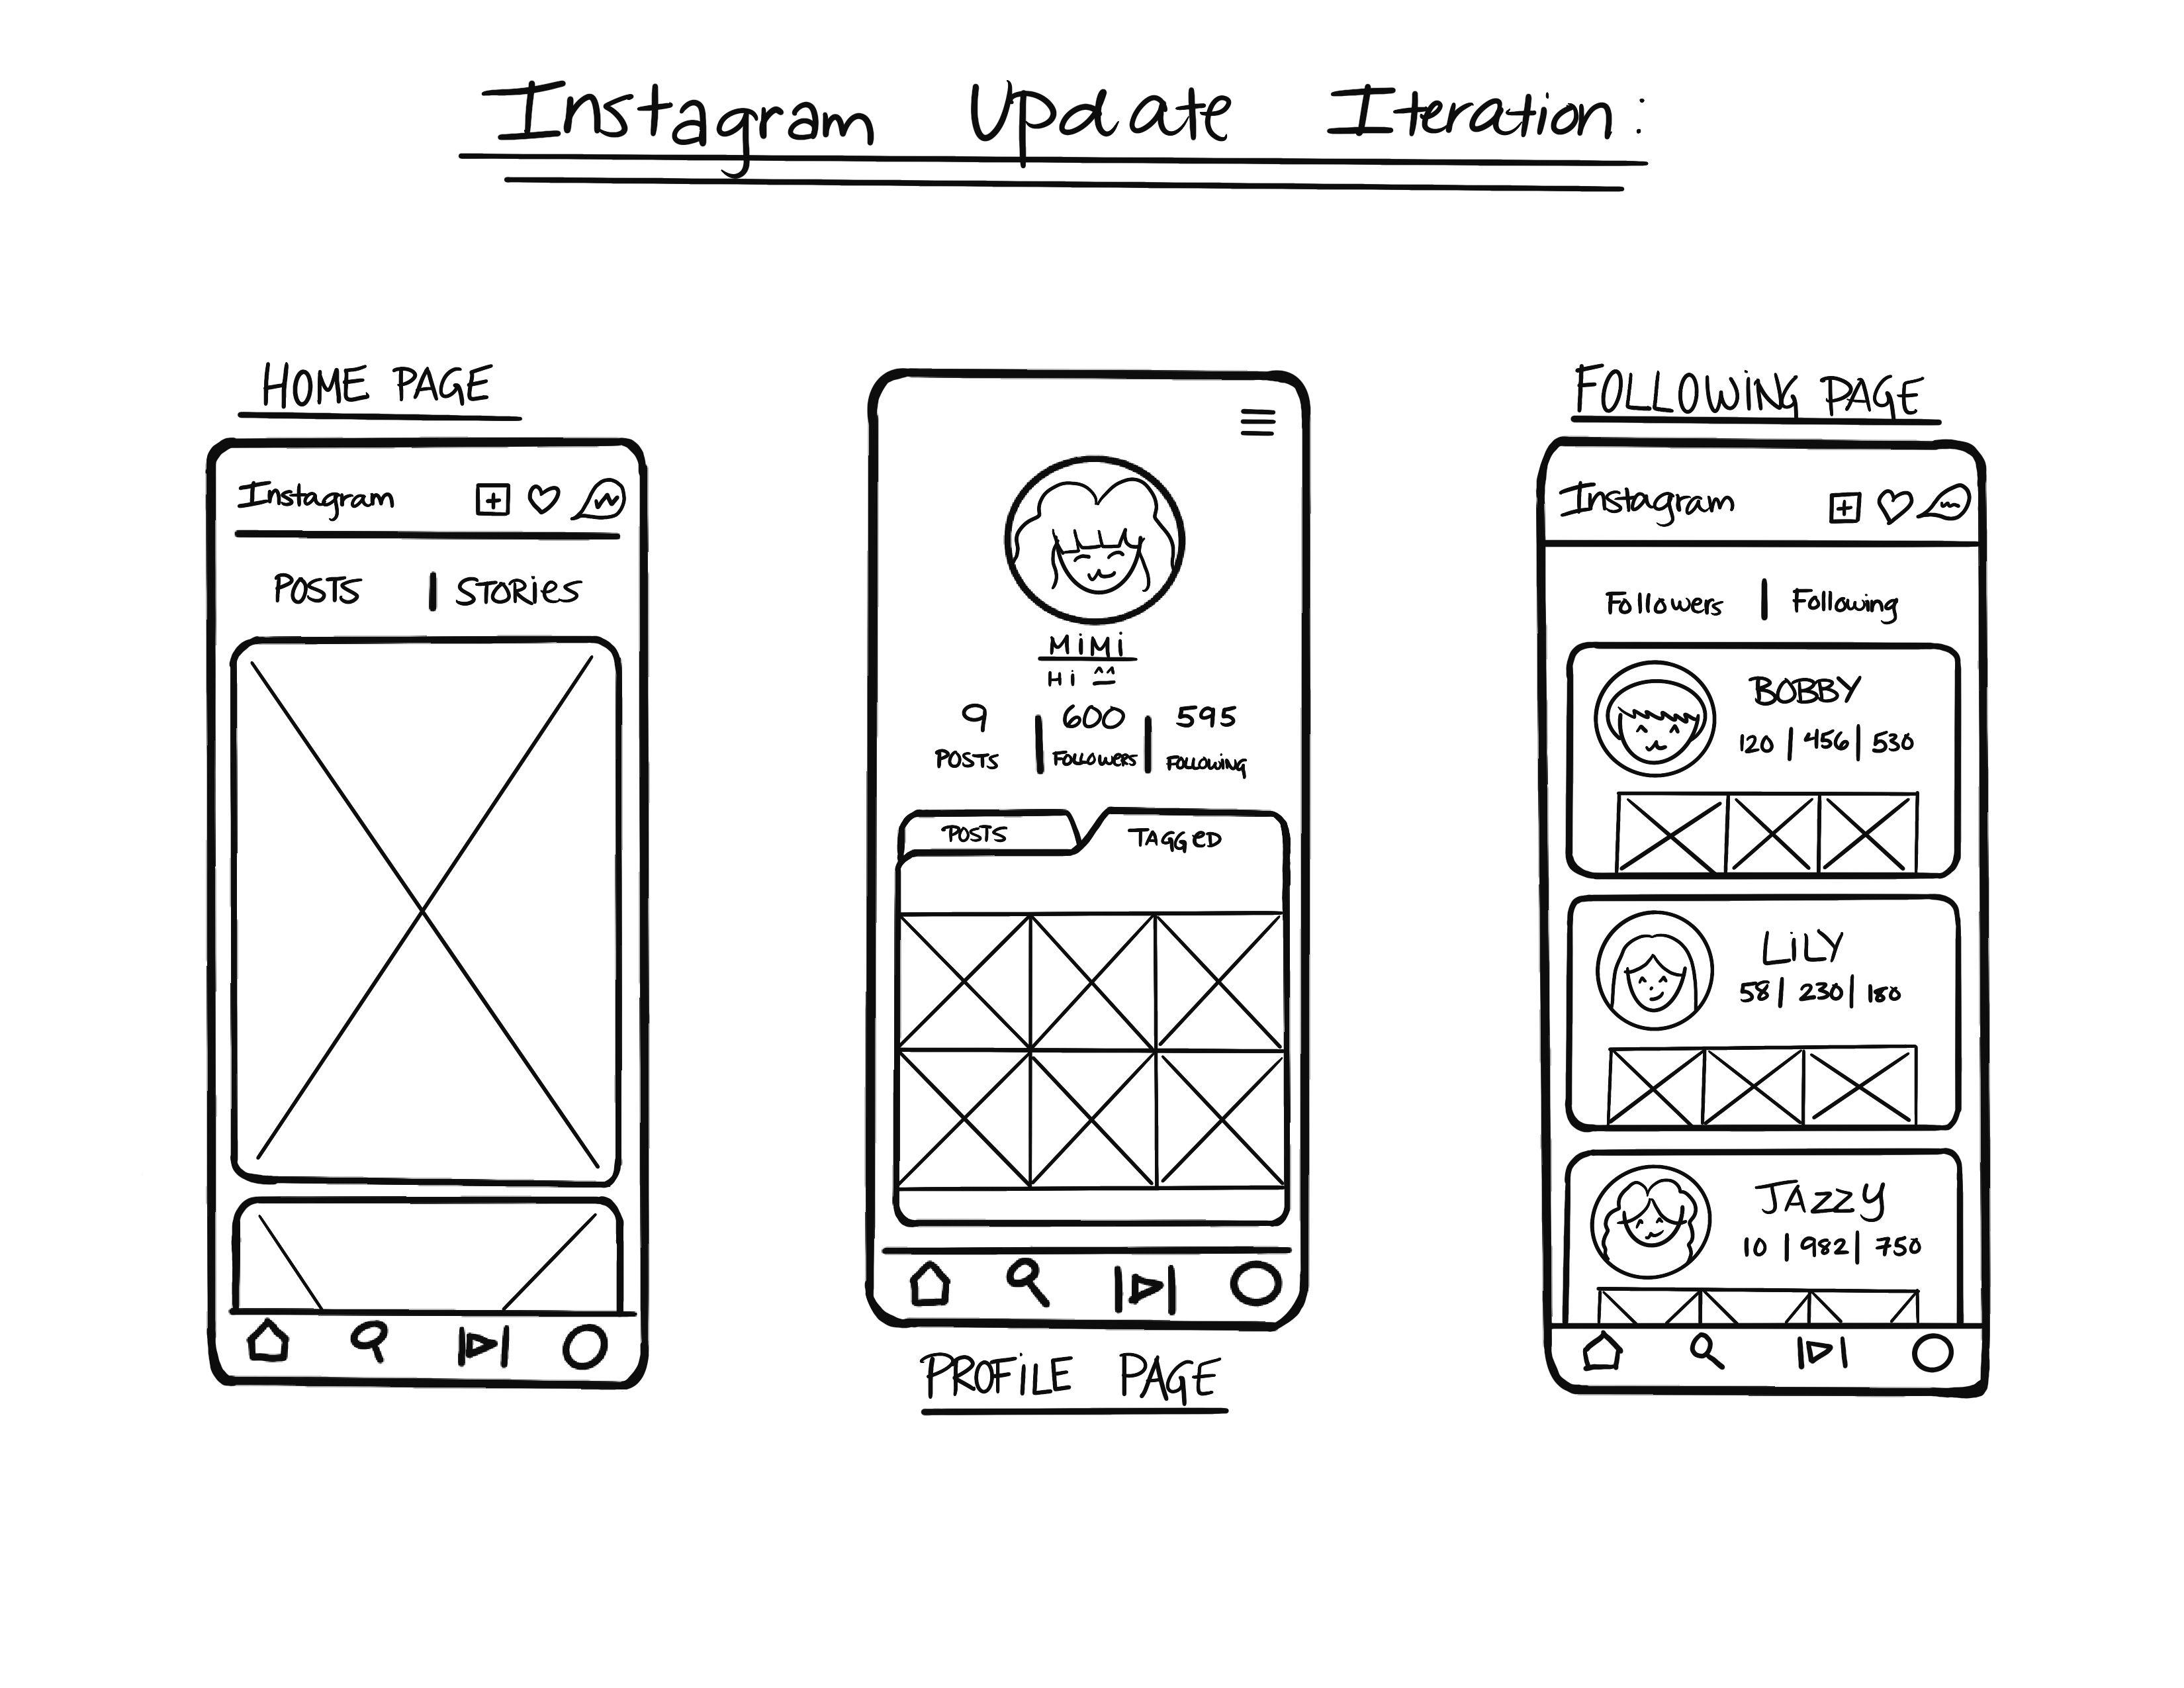 Instagram Update Iteration:
HOME PAGE
Instagram
POSTS | STORiES
MiMi
Hi
9 | 600 | 595
POSTS FOLLOWERS FOLLOWiNG
POSTS TAGGED
PROFiLE PAGE
FOLLOWiNG PAGE
Instagram
Followers | Following
BOBBY
120 | 456 | 530
LiLY
58 | 230 | 180
JAzzy
10 | 982 | 750